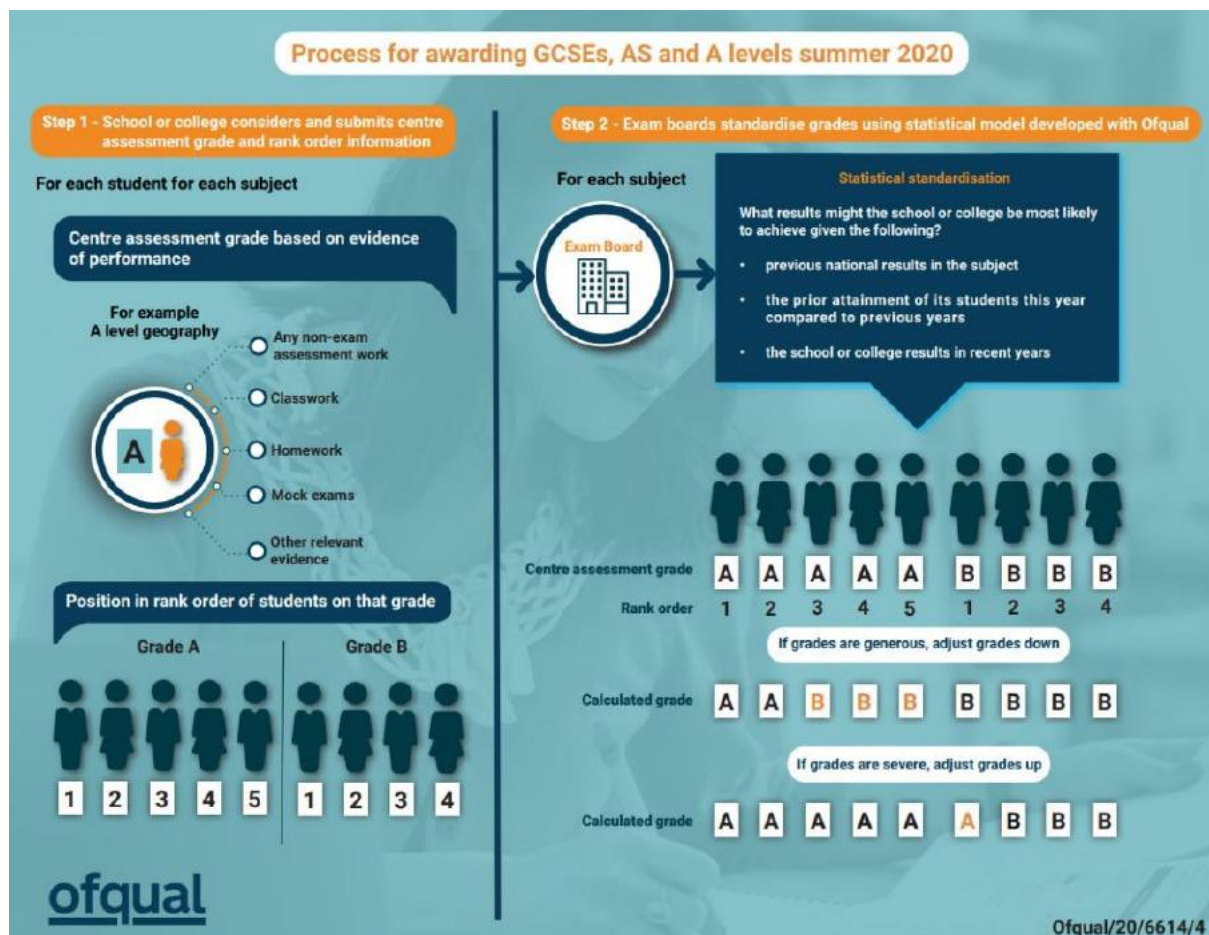 Process for awarding GCSEs, AS and A levels summer 2020
Step 1 - School or college considers and submits centre
assessment grade and rank order information
For each student for each subject
Centre assessment grade based on evidence
of performance
For example
A level geography
A
Any non-exam
assessment work
Classwork
Homework
Mock exams
Other relevant
evidence
Position in rank order of students on that grade
Grade A
Grade B
1 2 3 4 5 1 2 3 4
ofqual
Step 2 - Exam boards standardise grades using statistical model developed with Ofqual
For each subject
Exam Board
Statistical standardisation
What results might the school or college be most likely
to achieve given the following?
• previous national results in the subject
• the prior attainment of its students this year
compared to previous years
• the school or college results in recent years
Centre assessment grade A A A A A B B B B
Rank order 1 2 3 4 5 1 2 3 4
If grades are generous, adjust grades down
Calculated grade A A B B B B B B B
If grades are severe, adjust grades up
Calculated grade A A A A A A B B B
Ofqual/20/6614/4